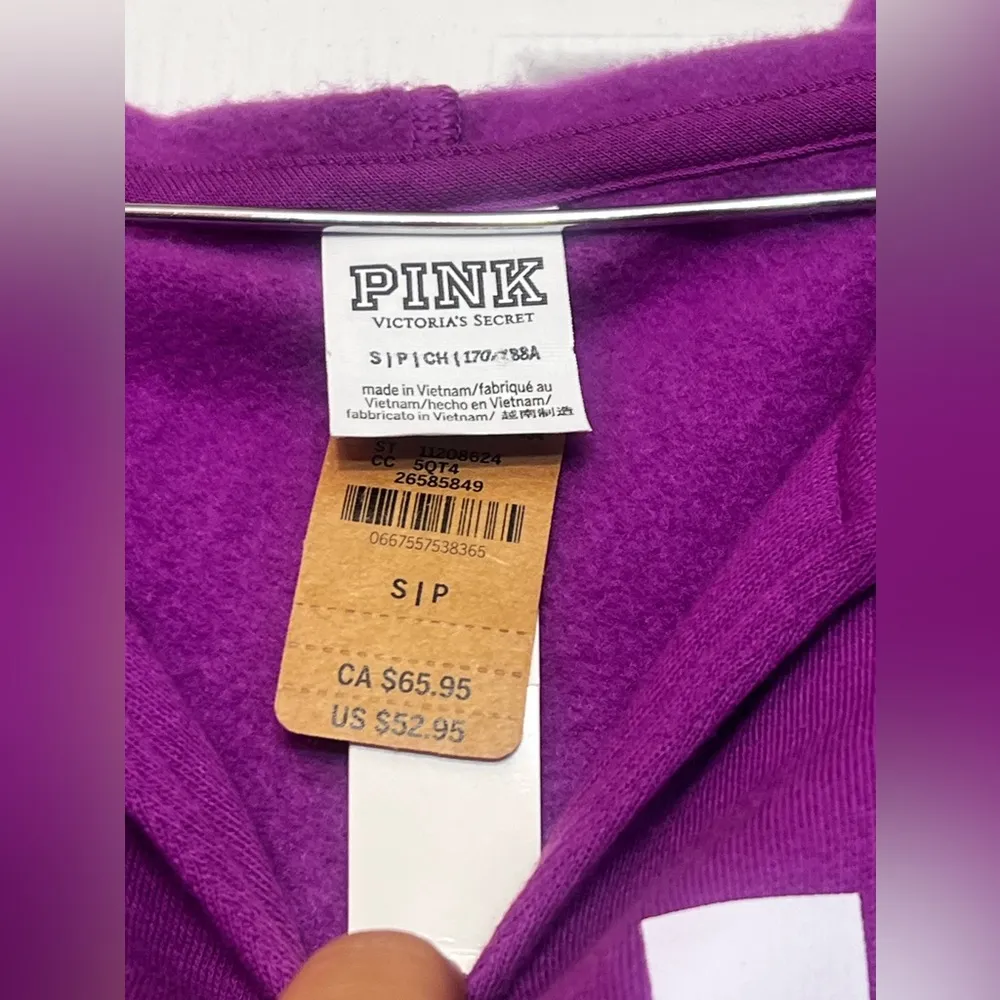 PINK
VICTORIA'S SECRET
S|P|CH
made in Vietnam/fabriqué au
Vietnam/hecho en Vietnam/
fabbricato in Vietnam/ 越南制造
ST 11208624
CC 5QT4
26585849
0667557538365
S|P
CA $65.95
US $52.95